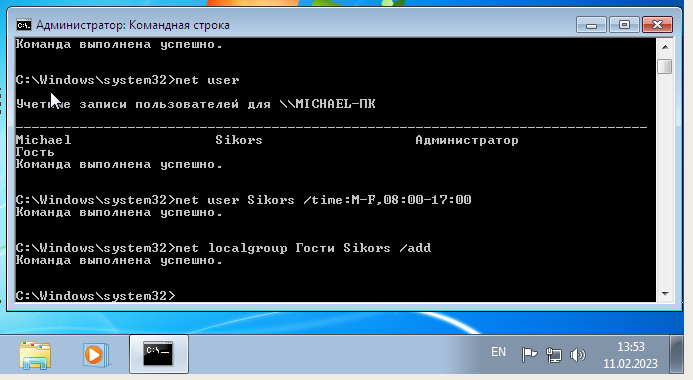 Администратор: Командная строка
Команда выполнена успешно.
C:\Windows\system32>net user
Учетные записи пользователей для \\MICHAEL-ПК
-------------------------------------------------------------------------------
Michael Sikors Администратор
Гость
Команда выполнена успешно.
C:\Windows\system32>net user Sikors /time:M-F,08:00-17:00
Команда выполнена успешно.
C:\Windows\system32>net localgroup Гости Sikors /add
Команда выполнена успешно.
C:\Windows\system32>
EN
13:53
11.02.2023